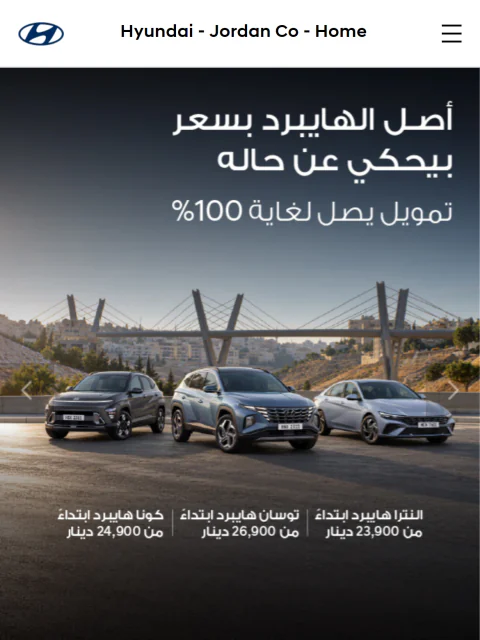 Hyundai - Jordan Co - Home
أصل الهايبرد بسعر
بيحكي عن حاله
تمويل يصل لغاية 100%
النترا هايبرد ابتداءً
من 23,900 دينار
توسان هايبرد ابتداءً
من 26,900 دينار
كونا هايبرد ابتداءً
من 24,900 دينار